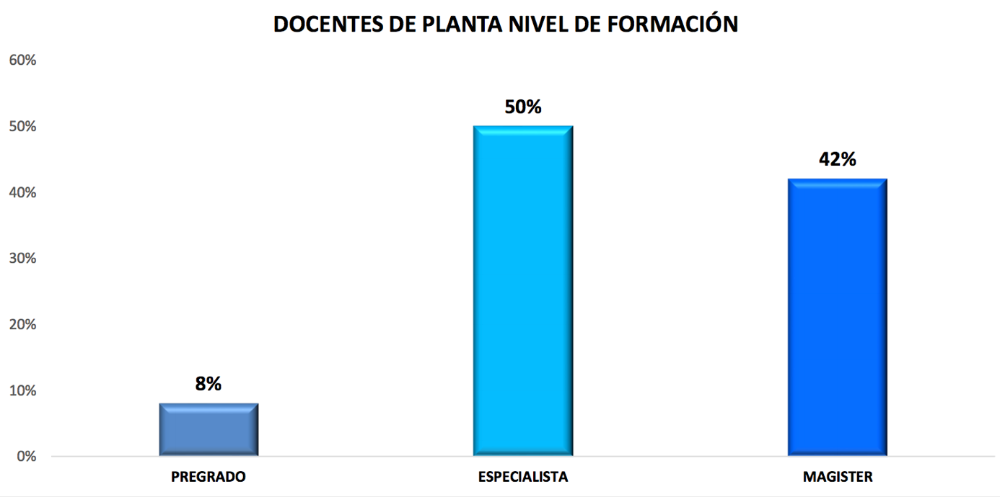 DOCENTES DE PLANTA NIVEL DE FORMACIÓN
60%
50%
40%
30%
20%
10%
0%
8%
50%
42%
PREGRADO
ESPECIALISTA
MAGISTER